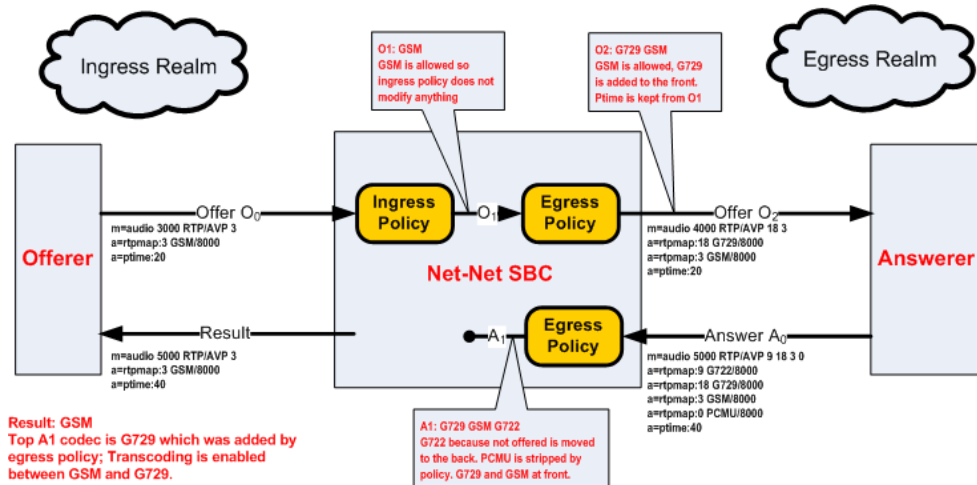 Ingress Realm
Egress Realm
O1: GSM
GSM is allowed so
ingress policy does not
modify anything
O2: G729 GSM
GSM is allowed, G729
is added to the front.
Ptime is kept from O1
Offerer
Offer O0
m=audio 3000 RTP/AVP 3
a=rtpmap:3 GSM/8000
a=ptime:20
Ingress
Policy
O1
Egress
Policy
Offer O2
m=audio 4000 RTP/AVP 18 3
a=rtpmap:18 G729/8000
a=rtpmap:3 GSM/8000
a=ptime:20
Answerer
Net-Net SBC
Result
m=audio 5000 RTP/AVP 3
a=rtpmap:3 GSM/8000
a=ptime:40
A1
Egress
Policy
Answer A0
m=audio 5000 RTP/AVP 9 18 3 0
a=rtpmap:9 G722/8000
a=rtpmap:18 G729/8000
a=rtpmap:3 GSM/8000
a=rtpmap:0 PCMU/8000
a=ptime:40
Result: GSM
Top A1 codec is G729 which was added by
egress policy; Transcoding is enabled
between GSM and G729.
A1: G729 GSM G722
G722 because not offered is moved
to the back. PCMU is stripped by
policy. G729 and GSM at front.